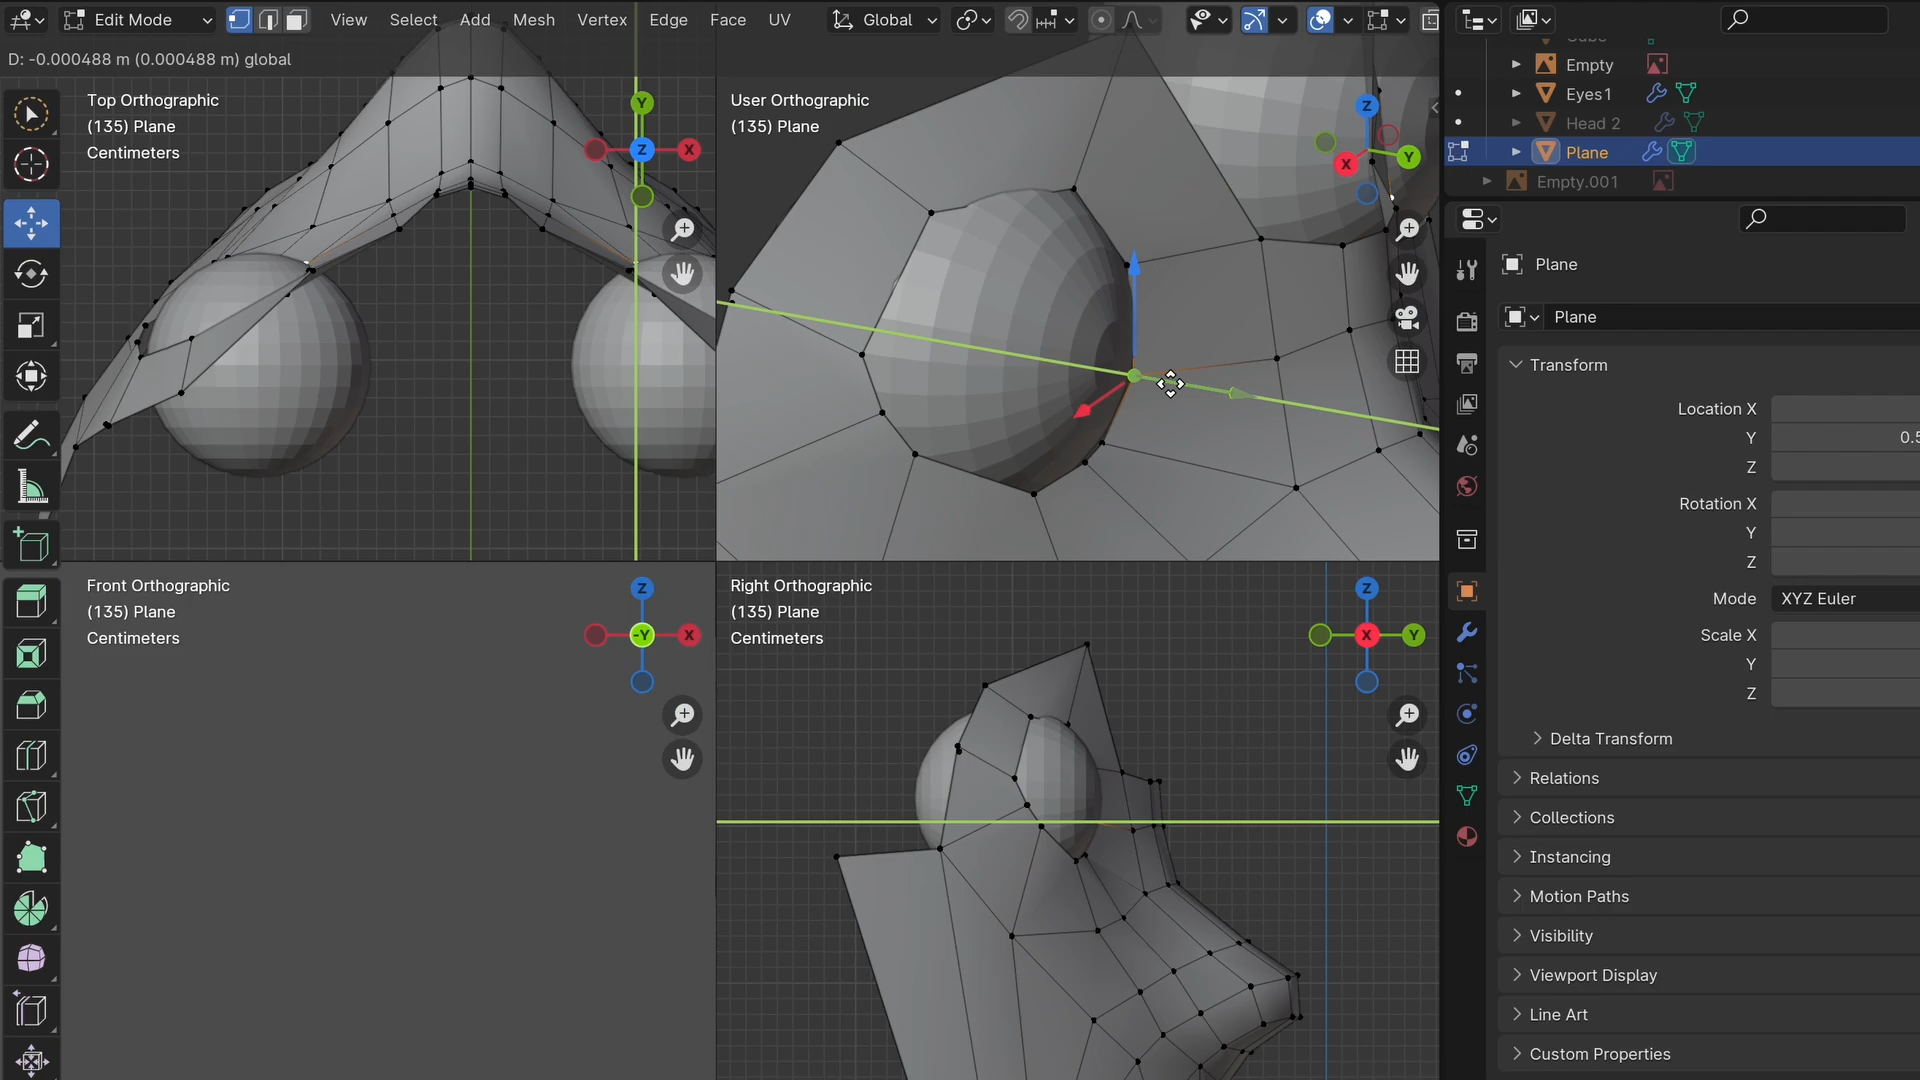 Edit Mode View Select Add Mesh Vertex Edge Face UV Global
D: -0.000488 m (0.000488 m) global
Top Orthographic
(135) Plane
Centimeters
Y
X
Z
User Orthographic
(135) Plane
Z
Y
X
Front Orthographic
(135) Plane
Centimeters
Z
-Y
X
Right Orthographic
(135) Plane
Centimeters
Z
X
Y
Cube
Empty
Eyes1
Head 2
Plane
Empty.001
Plane
Plane
Transform
Location X
Y 0.5
Z
Rotation X
Y
Z
Mode XYZ Euler
Scale X
Y
Z
Delta Transform
Relations
Collections
Instancing
Motion Paths
Visibility
Viewport Display
Line Art
Custom Properties